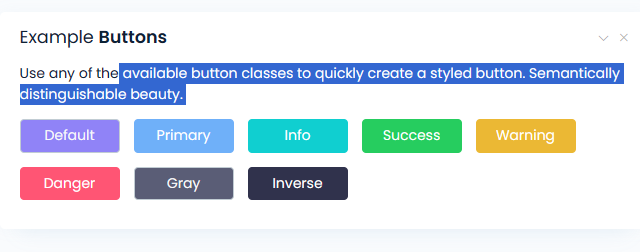 Example Buttons
Use any of the available button classes to quickly create a styled button. Semantically
distinguishable beauty.
Default Primary Info Success Warning
Danger Gray Inverse